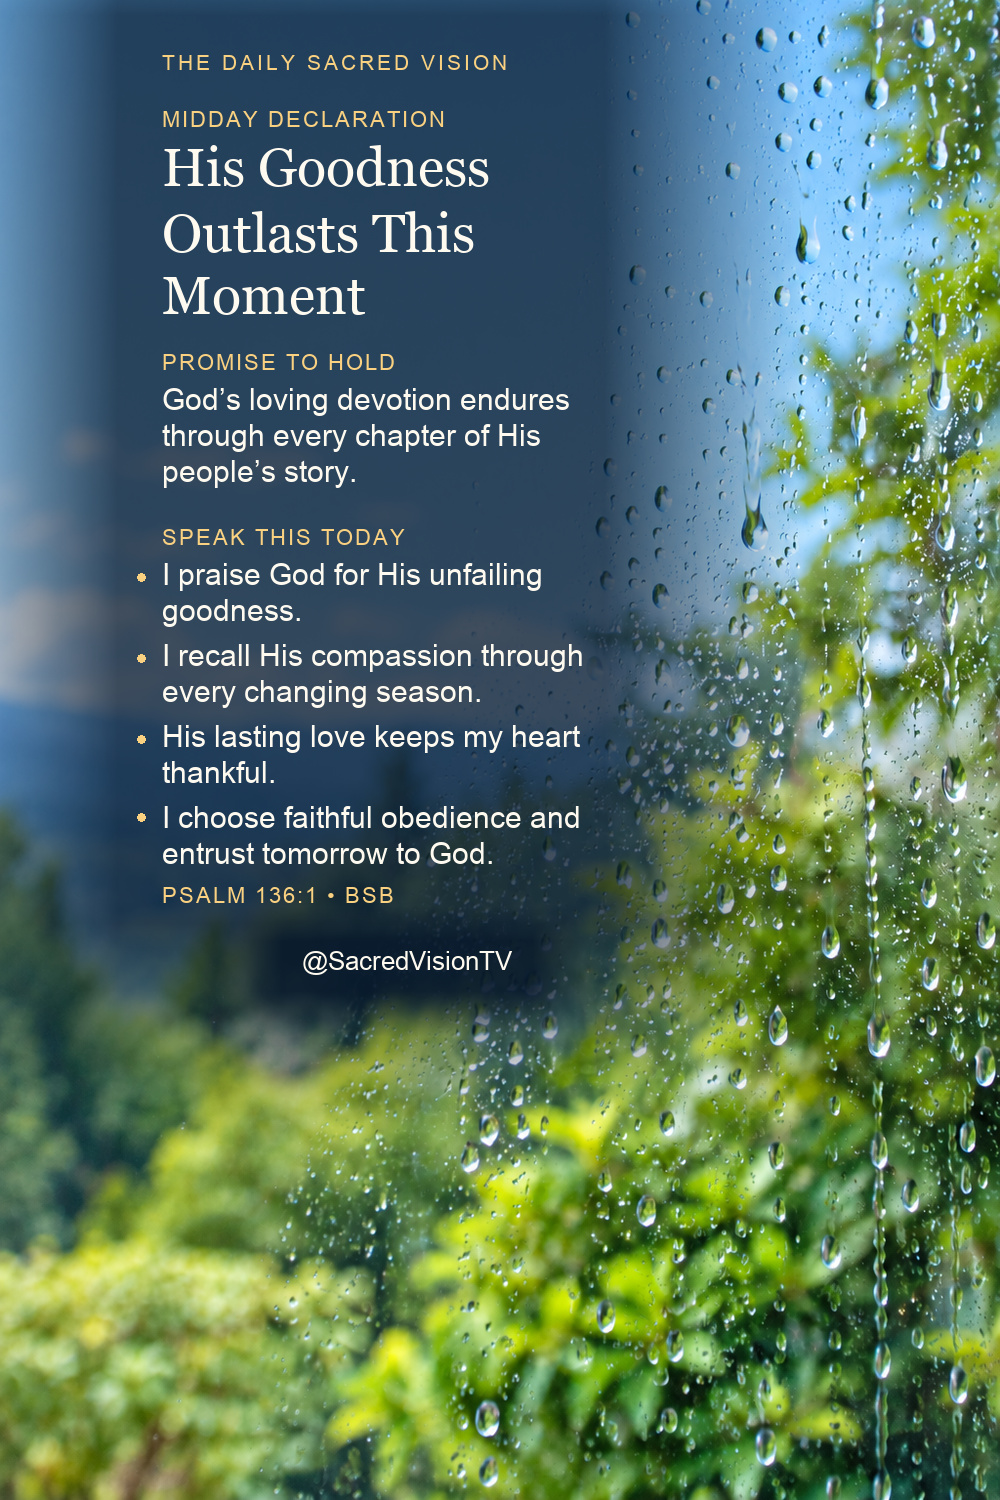 THE DAILY SACRED VISION
MIDDAY DECLARATION
His Goodness
Outlasts This
Moment
PROMISE TO HOLD
God’s loving devotion endures
through every chapter of His
people’s story.
SPEAK THIS TODAY
• I praise God for His unfailing
goodness.
• I recall His compassion through
every changing season.
• His lasting love keeps my heart
thankful.
• I choose faithful obedience and
entrust tomorrow to God.
PSALM 136:1 • BSB
@SacredVisionTV